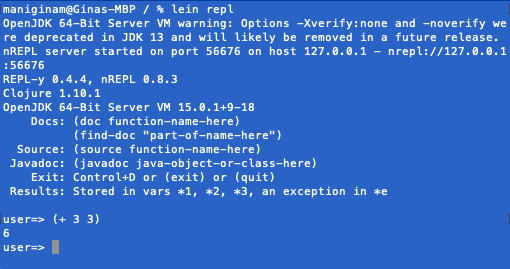 maniginam@Ginas-MBP / % lein repl
OpenJDK 64-Bit Server VM warning: Options -Xverify:none and -noverify we
re deprecated in JDK 13 and will likely be removed in a future release.
nREPL server started on port 56676 on host 127.0.0.1 - nrepl://127.0.0.1
:56676
REPL-y 0.4.4, nREPL 0.8.3
Clojure 1.10.1
OpenJDK 64-Bit Server VM 15.0.1+9-18
    Docs: (doc function-name-here)
          (find-doc "part-of-name-here")
  Source: (source function-name-here)
 Javadoc: (javadoc java-object-or-class-here)
    Exit: Control+D or (exit) or (quit)
 Results: Stored in vars *1, *2, *3, an exception in *e

user=> (+ 3 3)
6
user=>